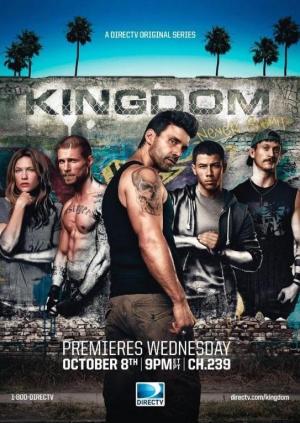 A DIRECTV ORIGINAL SERIES
KINGDOM
Never
PREMIERES WEDNESDAY
OCTOBER 8TH | 9PM ET PT | CH.239
DIRECTV
1-800-DIRECTV
directv.com/kingdom